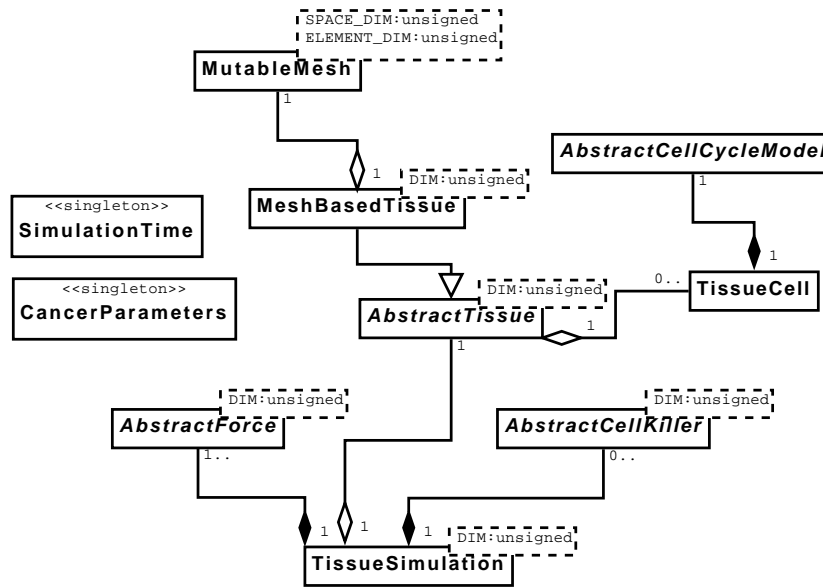 SPACE_DIM:unsigned
ELEMENT_DIM:unsigned
MutableMesh
1
AbstractCellCycleModel
1
DIM:unsigned
1
MeshBasedTissue
<<singleton>>
SimulationTime
1
<<singleton>>
CancerParameters
DIM:unsigned
0..
TissueCell
AbstractTissue
1
1
DIM:unsigned
AbstractForce
1..
DIM:unsigned
AbstractCellKiller
0..
1
1
1
DIM:unsigned
TissueSimulation